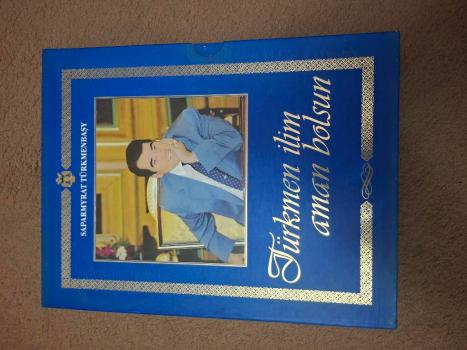 SAPARMYRAT TÜRKMENBAŞY
Türkmen ilim
aman bolsun